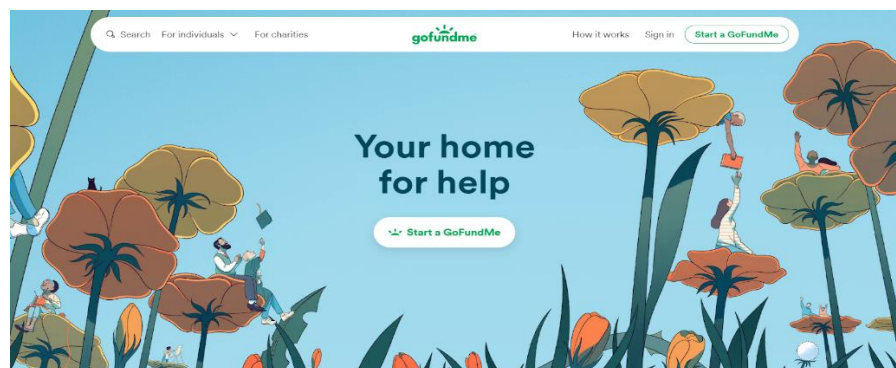 Search For individuals For charities gofundme How it works Sign in Start a GoFundMe
Your home
for help
Start a GoFundMe